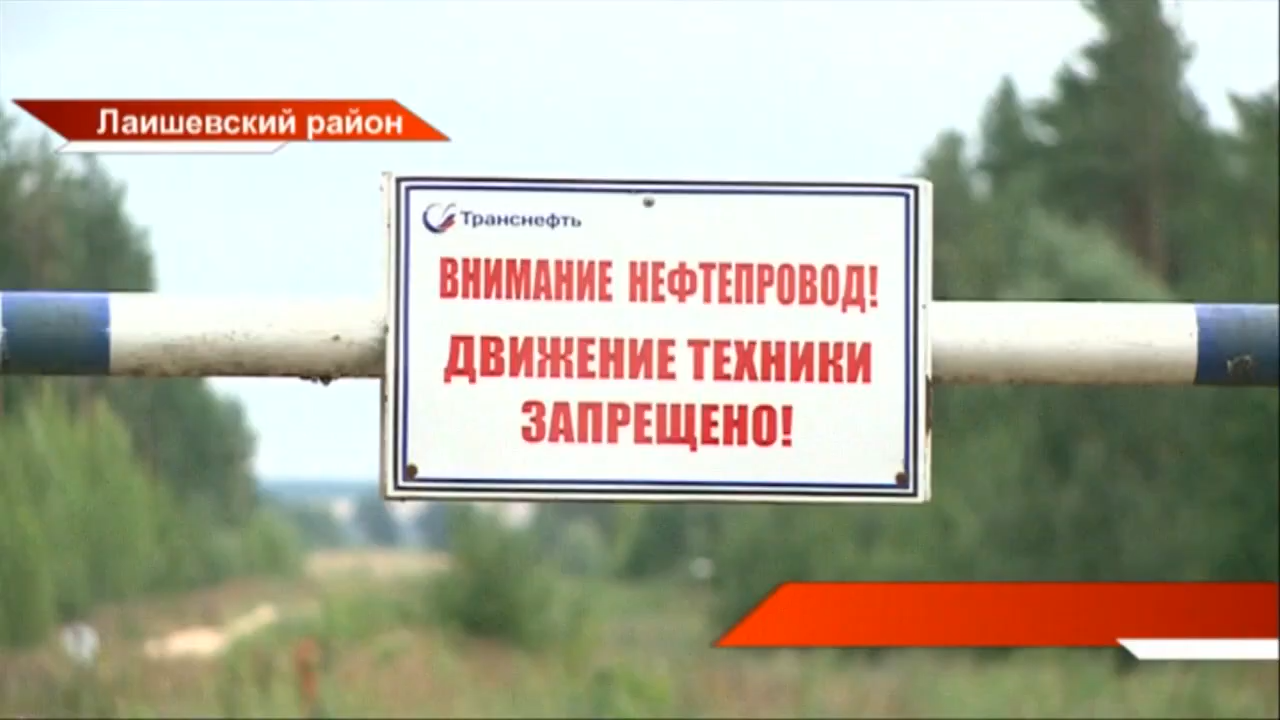 Лаишевский район
Транснефть
ВНИМАНИЕ НЕФТЕПРОВОД!
ДВИЖЕНИЕ ТЕХНИКИ
ЗАПРЕЩЕНО!